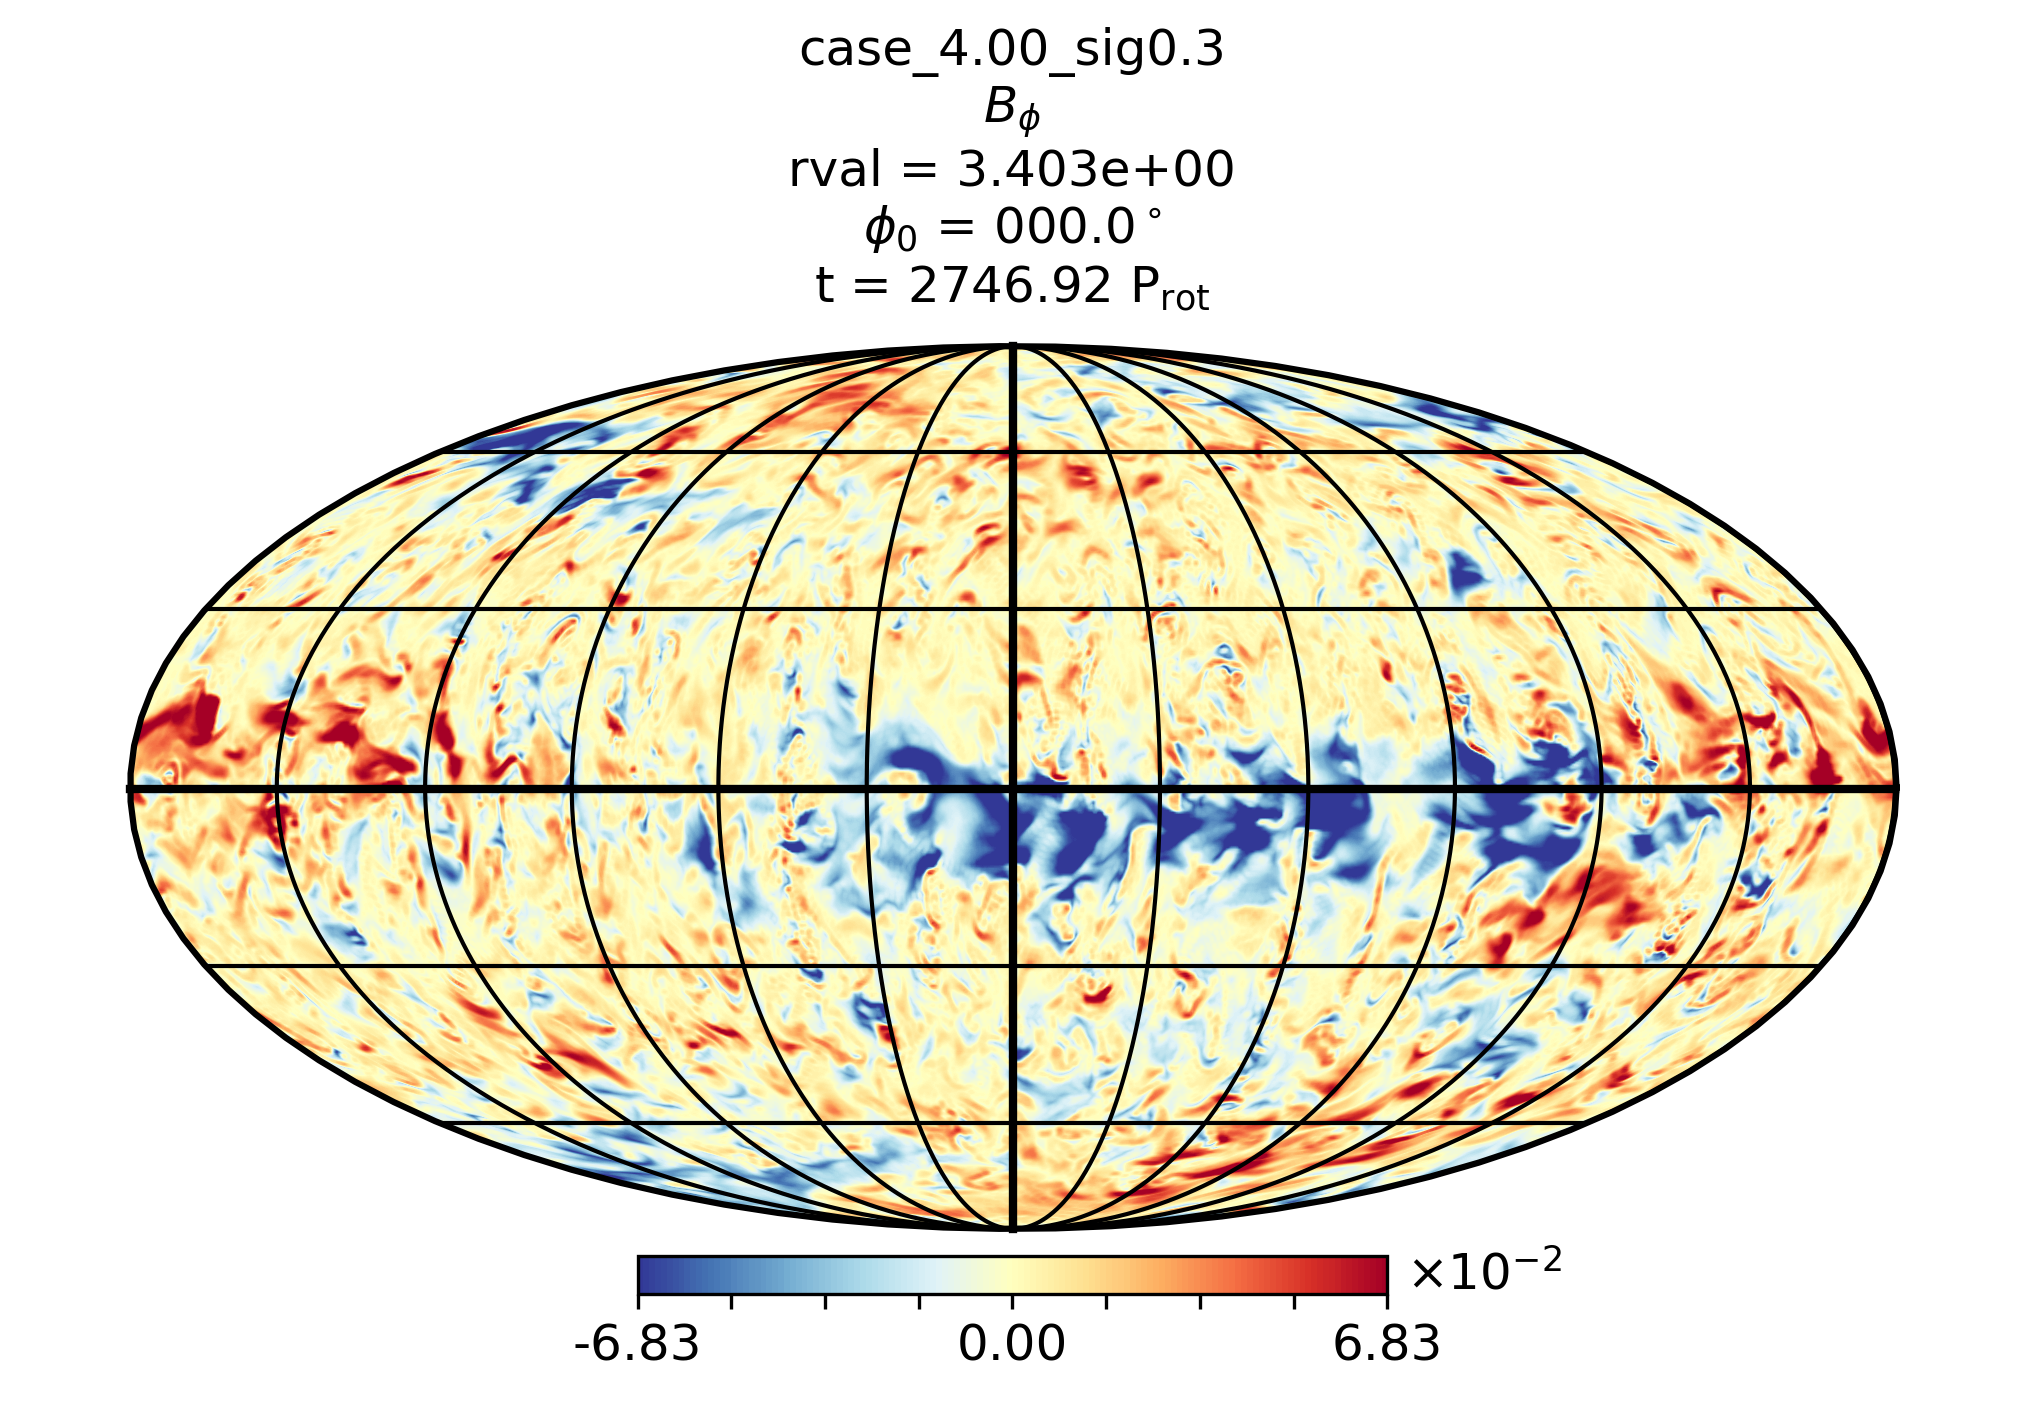 case_4.00_sig0.3
B_ϕ
rval = 3.403e+00
ϕ₀ = 000.0°
t = 2746.92 P_rot
×10⁻²
-6.83 0.00 6.83